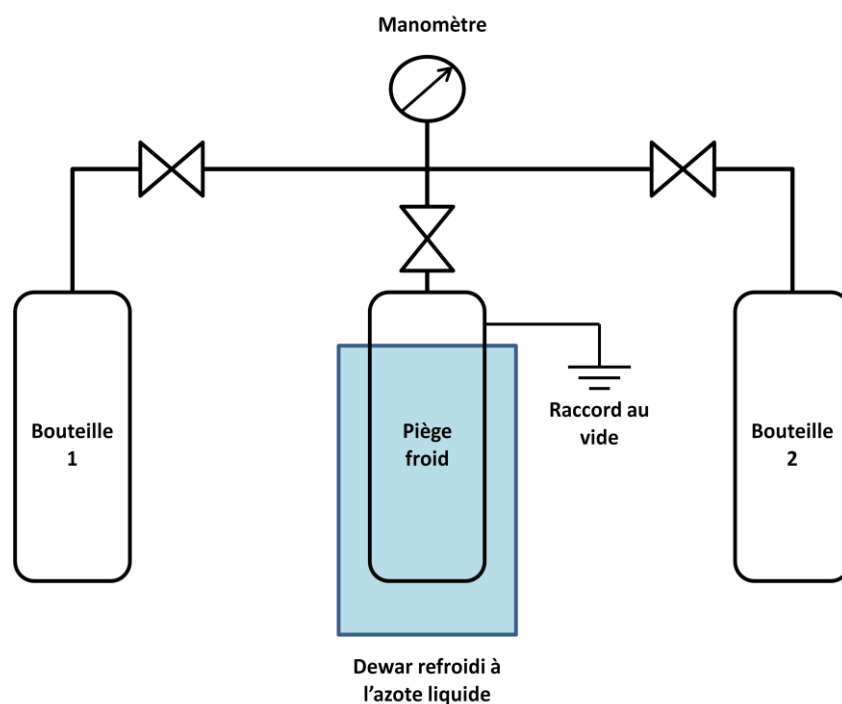 Manomètre
Bouteille
1
Piège
froid
Raccord au
vide
Bouteille
2
Dewar refroidi à
l'azote liquide